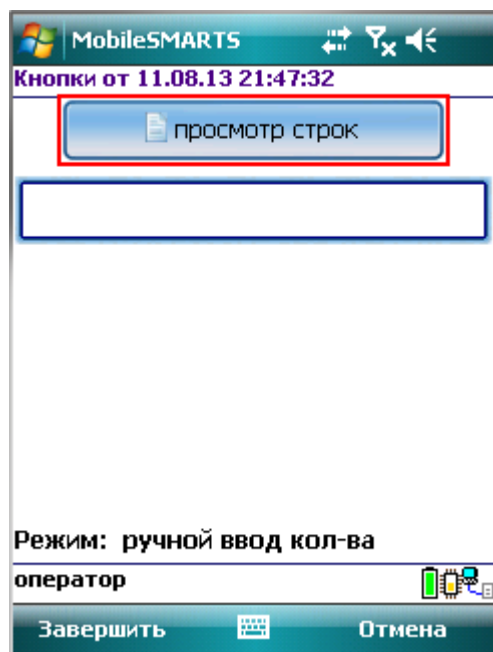 MobileSMARTS
Кнопки от 11.08.13 21:47:32
просмотр строк
Режим: ручной ввод кол-ва
оператор
Завершить Отмена